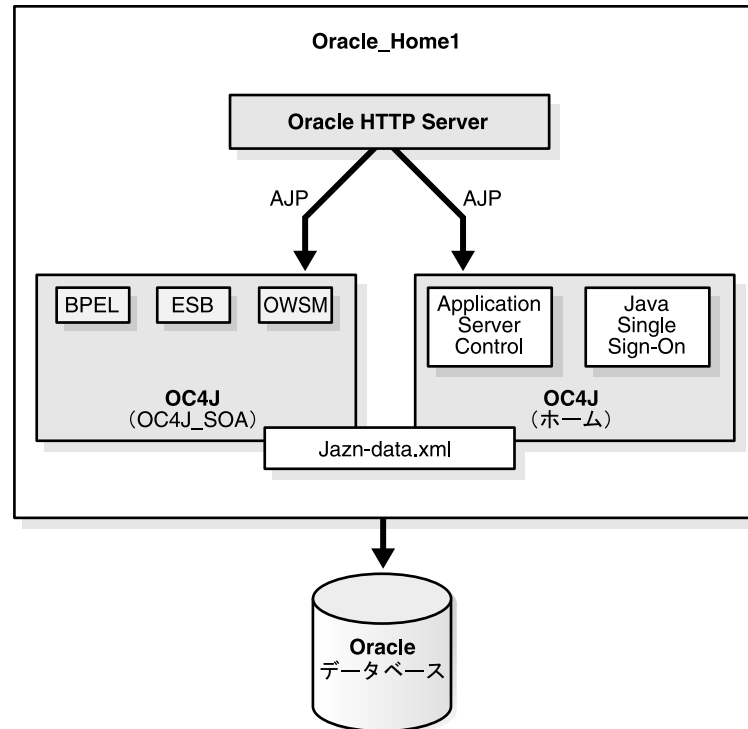 Oracle_Home1
Oracle HTTP Server
AJP
AJP
BPEL
ESB
OWSM
OC4J
（OC4J_SOA）
Application
Server
Control
Java
Single
Sign-On
OC4J
（ホーム）
Jazn-data.xml
Oracle
データベース